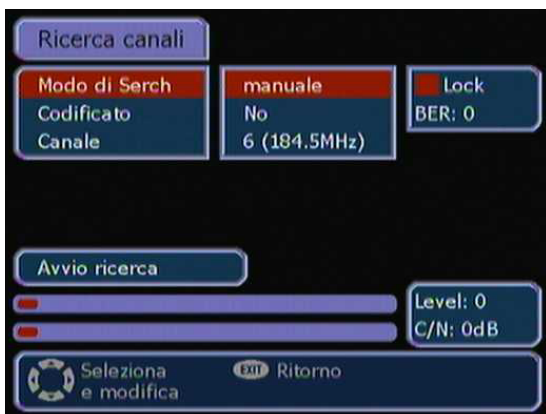 Ricerca canali
Modo di Serch manuale Lock
Codificato No BER: 0
Canale 6 (184.5MHz)
Avvio ricerca
Level: 0
C/N: 0dB
Seleziona EXIT Ritorno
e modifica